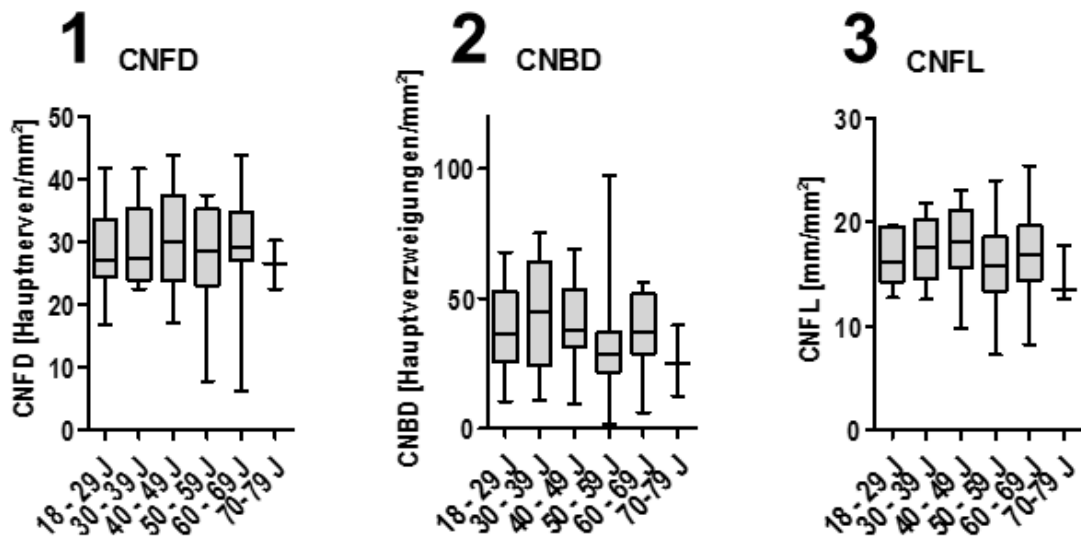 1 CNFD
CNFD [Hauptnerven/mm²]
50
40
30
20
10
0
18 - 29 J
30 - 39 J
40 - 49 J
50 - 59 J
60 - 69 J
70-79 J
2 CNBD
CNBD [Hauptverzweigungen/mm²]
100
50
0
18 - 29 J
30 - 39 J
40 - 49 J
50 - 59 J
60 - 69 J
70-79 J
3 CNFL
CNFL [mm/mm²]
30
20
10
0
18 - 29 J
30 - 39 J
40 - 49 J
50 - 59 J
60 - 69 J
70-79 J